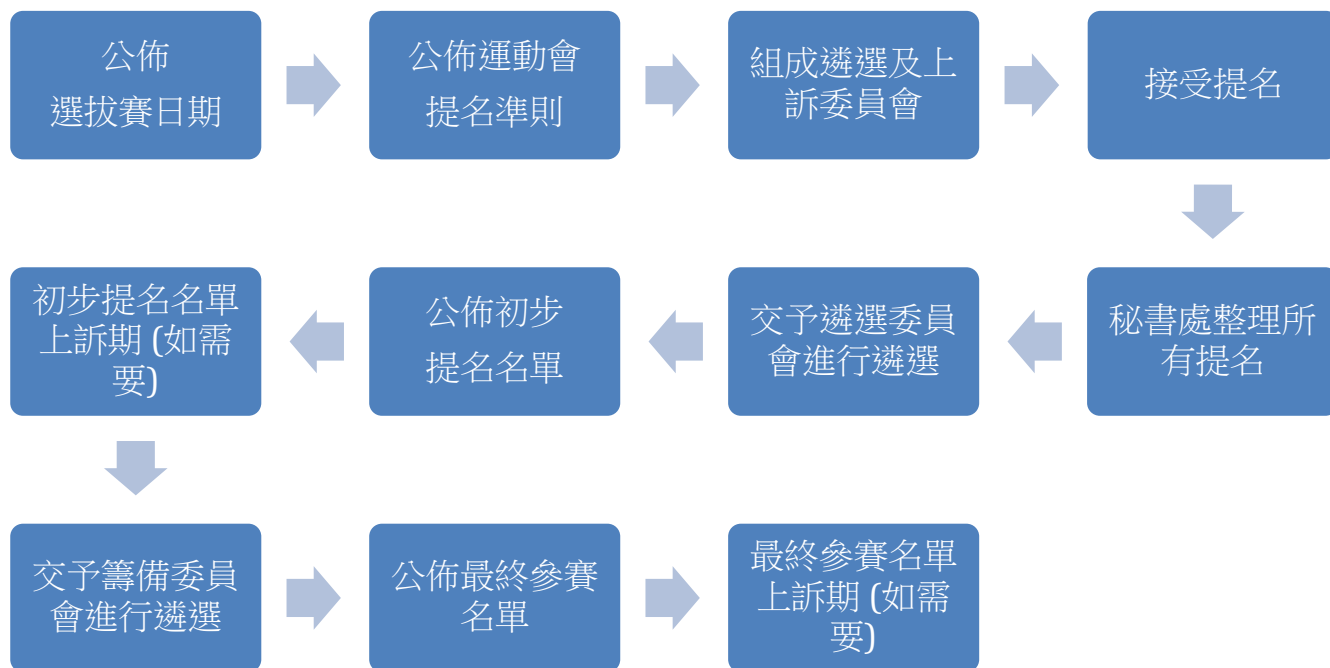 公佈
選拔賽日期
公佈運動會
提名準則
組成遴選及上
訴委員會
接受提名
秘書處整理所
有提名
交予遴選委員
會進行遴選
公佈初步
提名名單
初步提名名單
上訴期 (如需
要)
交予籌備委員
會進行遴選
公佈最終參賽
名單
最終參賽名單
上訴期 (如需
要)